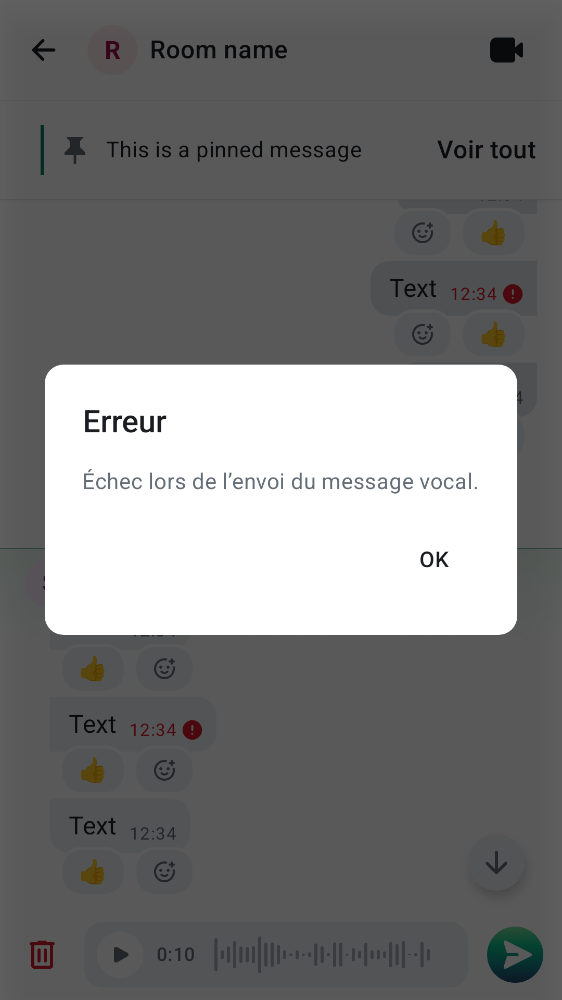 R Room name
This is a pinned message Voir tout
Text 12:34
Erreur
Échec lors de l’envoi du message vocal.
OK
Text 12:34
Text 12:34
0:10